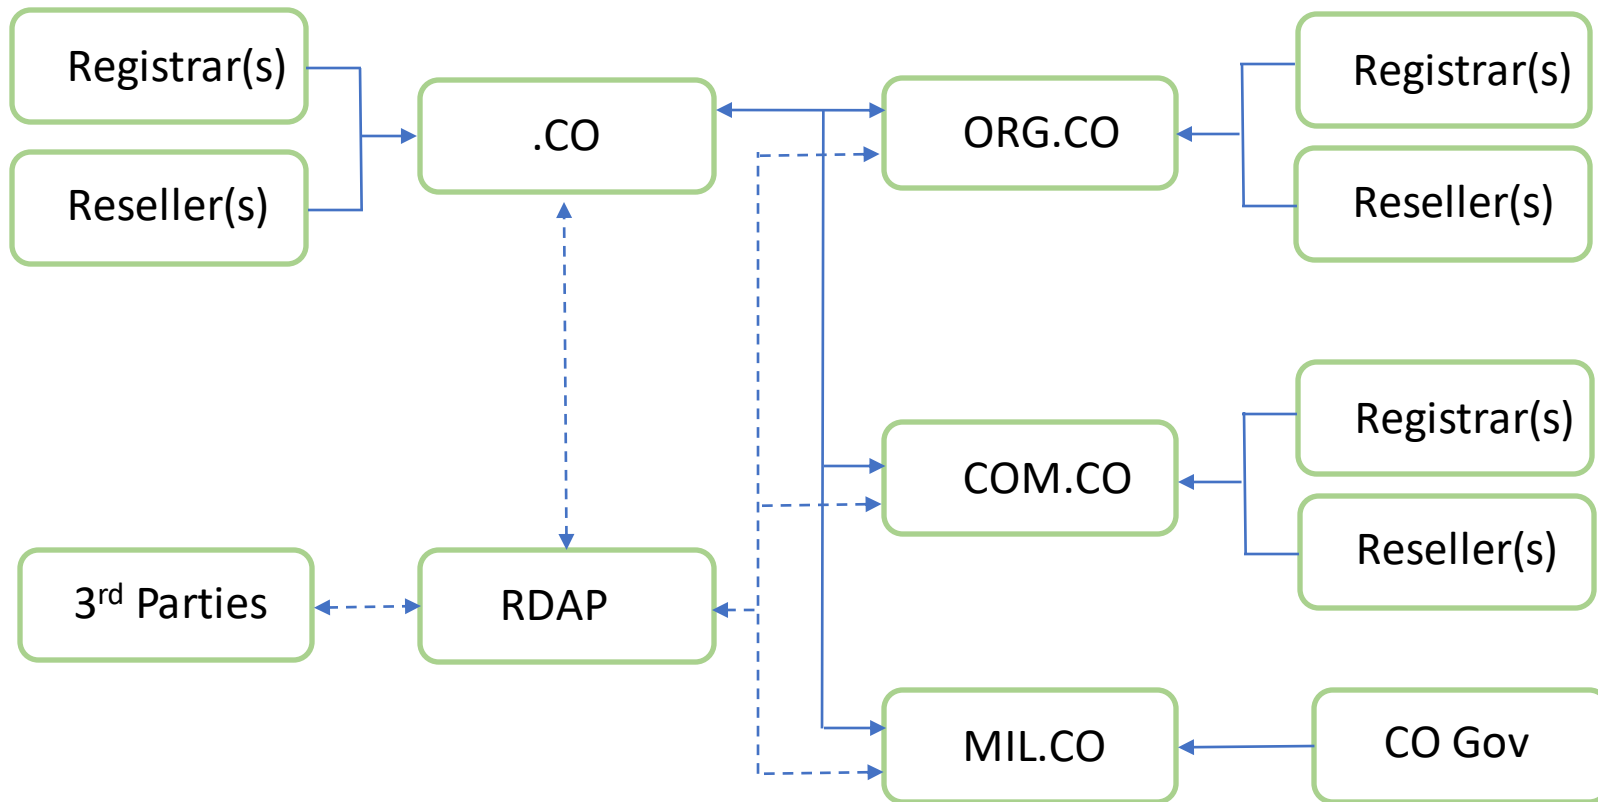 Registrar(s)
Reseller(s)
.CO
ORG.CO
Registrar(s)
Reseller(s)
COM.CO
Registrar(s)
Reseller(s)
3rd Parties
RDAP
MIL.CO
CO Gov